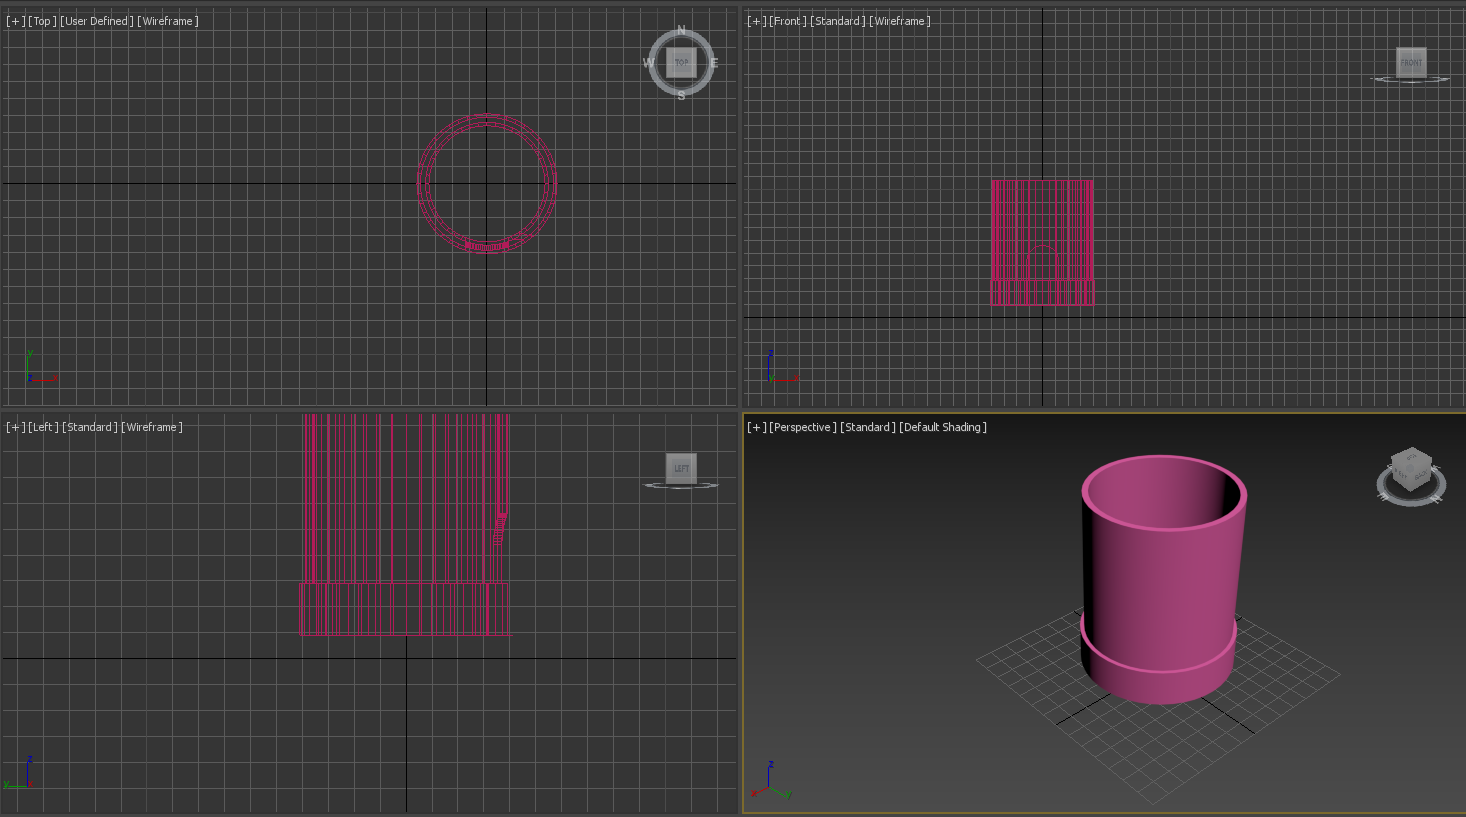 [+] [Top] [User Defined] [Wireframe]
N
W TOP E
S
y
z x
[+] [Front] [Standard] [Wireframe]
FRONT
z
y x
[+] [Left] [Standard] [Wireframe]
LEFT
z
y x
[+] [Perspective] [Standard] [Default Shading]
N
z
x y